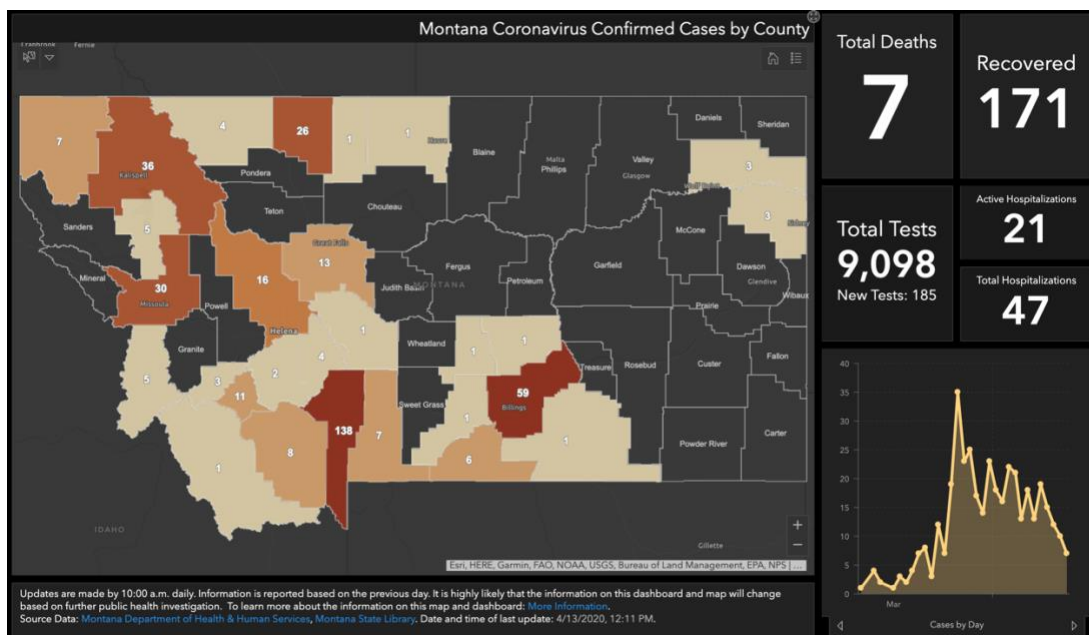 Montana Coronavirus Confirmed Cases by County
Cranbrook
Fernie
7
36
Kalispell
4
26
1
1
Havre
Blaine
Malta
Phillips
Valley
Glasgow
Daniels
Sheridan
3
Wolf Point
3
Sidney
Pondera
Teton
Chouteau
Sanders
5
Mineral
30
Missoula
Powell
16
Great Falls
13
Judith Basin
MONTANA
Fergus
Petroleum
Garfield
McCone
Dawson
Glendive
Wibaux
Prairie
Helena
Granite
5
3
11
2
4
1
Wheatland
1
1
Treasure
Rosebud
Custer
Fallon
138
7
Sweet Grass
1
59
Billings
8
1
6
1
Powder River
Carter
IDAHO
Gillette
Esri, HERE, Garmin, FAO, NOAA, USGS, Bureau of Land Management, EPA, NPS | ...
Updates are made by 10:00 a.m. daily. Information is reported based on the previous day. It is highly likely that the information on this dashboard and map will change
based on further public health investigation. To learn more about the information on this map and dashboard: More Information.
Source Data: Montana Department of Health & Human Services, Montana State Library. Date and time of last update: 4/13/2020, 12:11 PM.
Total Deaths
7
Recovered
171
Total Tests
9,098
New Tests: 185
Active Hospitalizations
21
Total Hospitalizations
47
40
35
30
25
20
15
10
5
0
Mar
Cases by Day